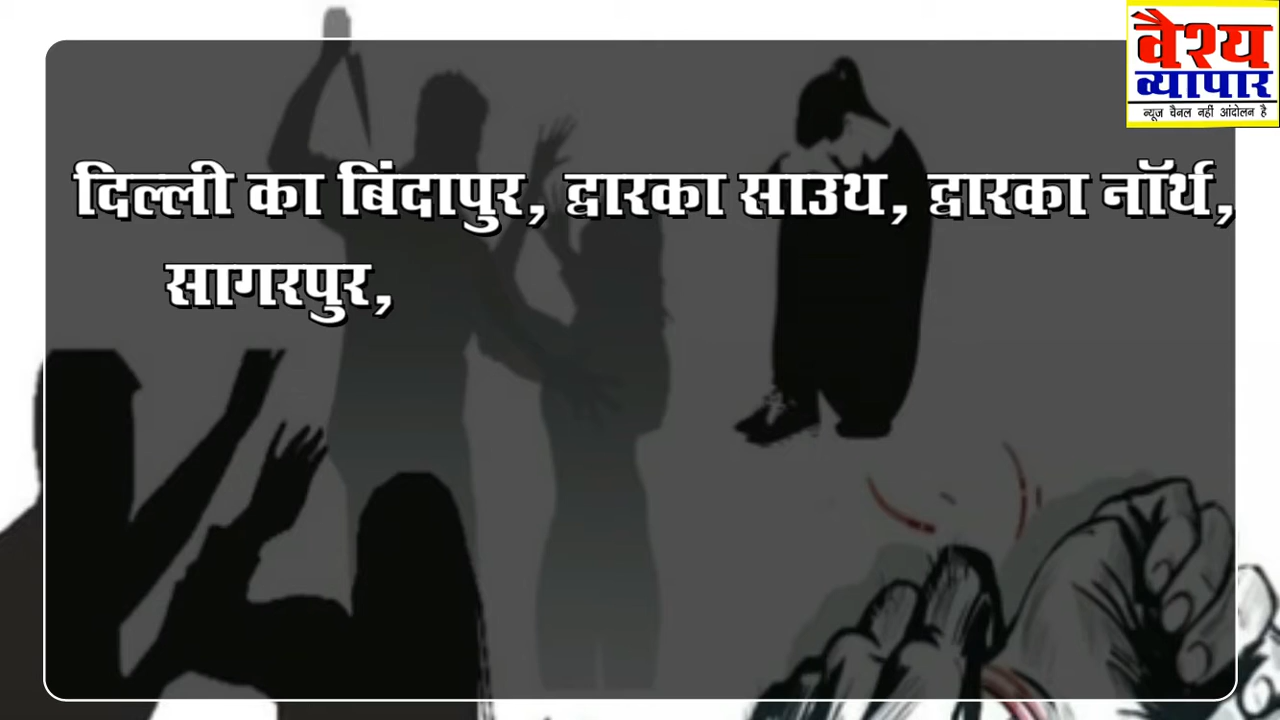 वैश्य
व्यापार
न्यूज चैनल नहीं आंदोलन है
दिल्ली का बिंदापुर, द्वारका साउथ, द्वारका नॉर्थ,
सागरपुर,